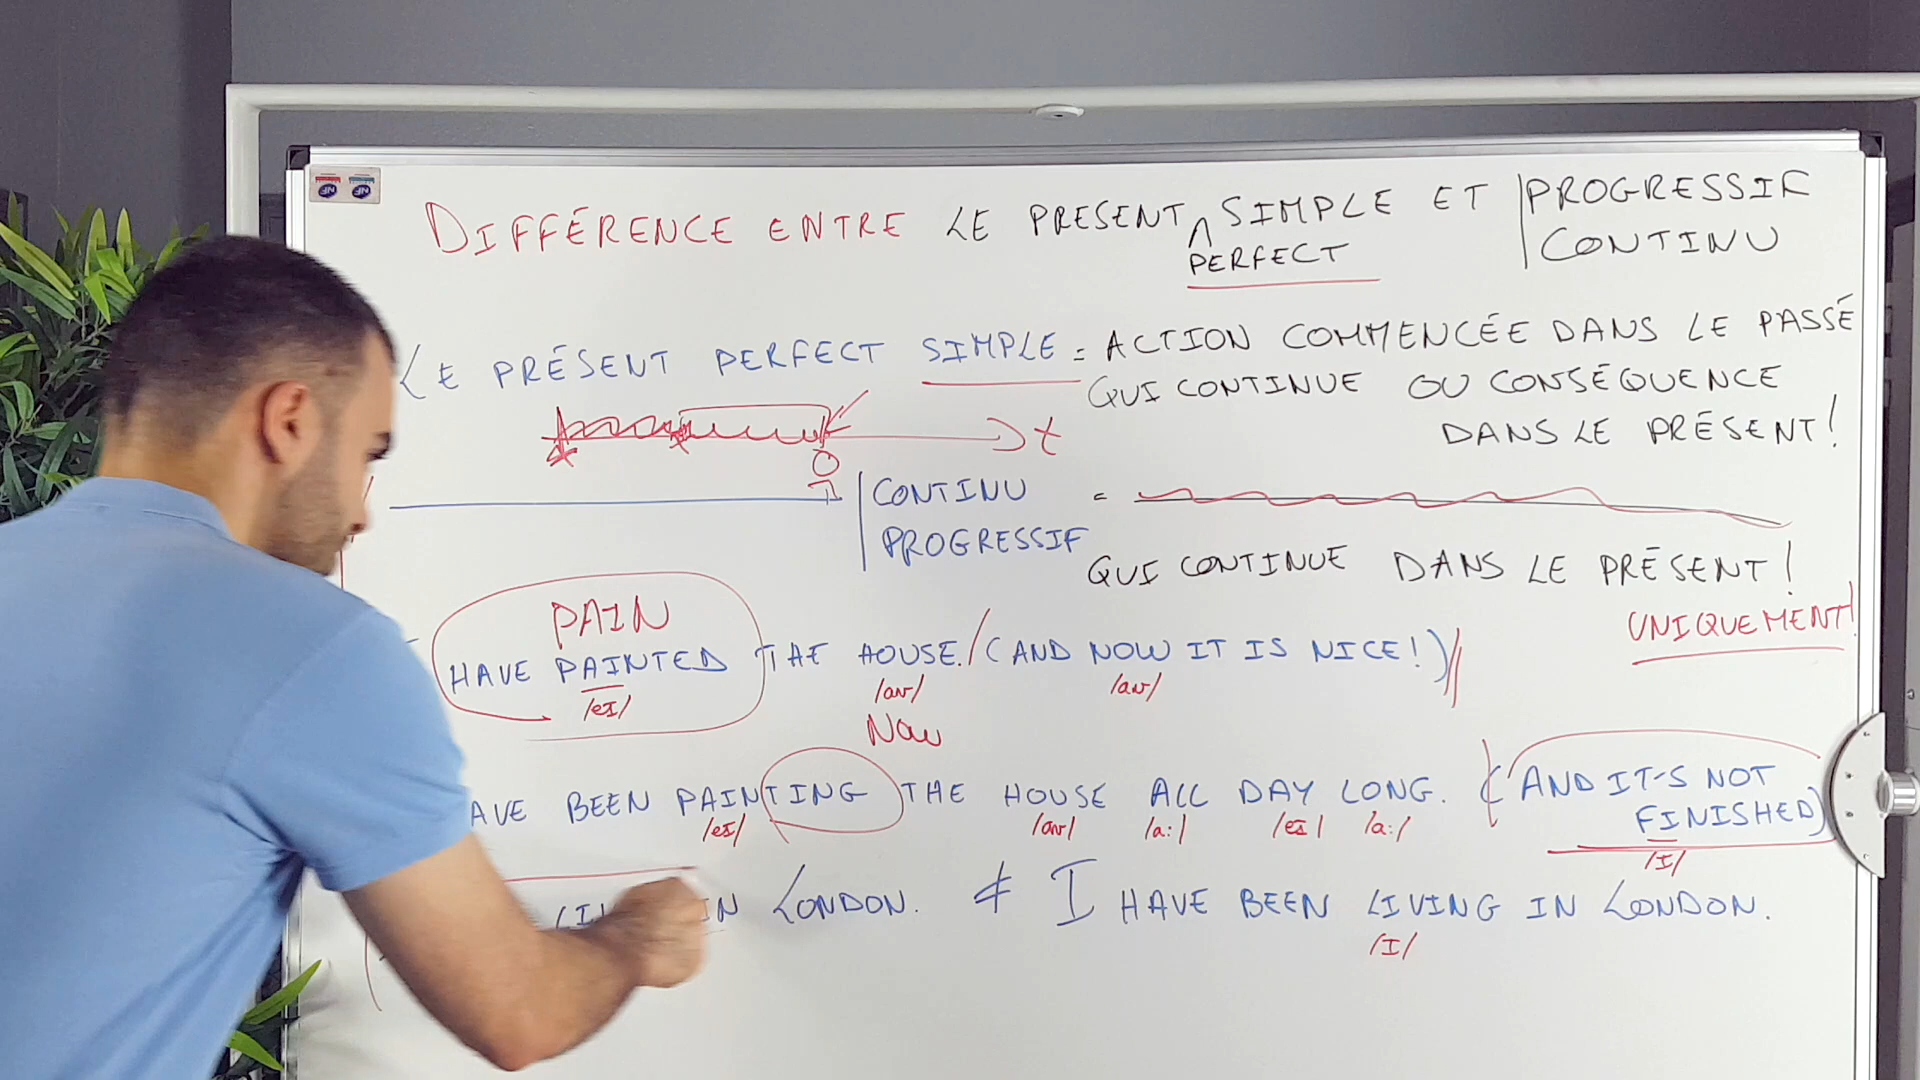 DIFFÉRENCE ENTRE LE PRESENT SIMPLE ET PROGRESSIF
PERFECT CONTINU
LE PRÉSENT PERFECT SIMPLE = ACTION COMMENCÉE DANS LE PASSÉ
QUI CONTINUE OU CONSÉQUENCE
DANS LE PRÉSENT!
t
CONTINU =
PROGRESSIF
QUI CONTINUE DANS LE PRÉSENT!
UNIQUEMENT!
PAIN
HAVE PAINTED THE HOUSE. (AND NOW IT IS NICE!)
/eɪ/ /aʊ/ /aʊ/
Now
AVE BEEN PAINTING THE HOUSE ALL DAY LONG. (AND IT'S NOT
FINISHED)
/eɪ/ /aʊ/ /a:/ /eɪ/ /a:/ /ɪ/
IN LONDON. ≠ I HAVE BEEN LIVING IN LONDON.
/ɪ/
NF NF